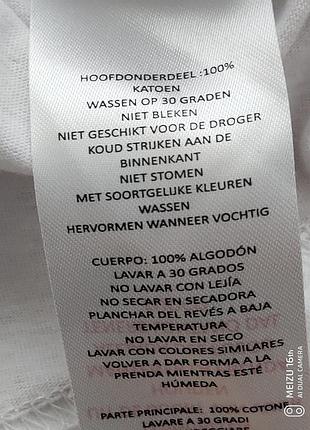 HOOFDONDERDEEL :100%
KATOEN
WASSEN OP 30 GRADEN
NIET BLEKEN
NIET GESCHIKT VOOR DE DROGER
KOUD STRIJKEN AAN DE
BINNENKANT
NIET STOMEN
MET SOORTGELIJKE KLEUREN
WASSEN
HERVORMEN WANNEER VOCHTIG
CUERPO: 100% ALGODÓN
LAVAR A 30 GRADOS
NO LAVAR CON LEJÍA
NO SECAR EN SECADORA
PLANCHAR DEL REVÉS A BAJA
TEMPERATURA
NO LAVAR EN SECO
LAVAR CON COLORES SIMILARES
VOLVER A DAR FORMA A LA
PRENDA MIENTRAS ESTÉ
HÚMEDA
PARTE PRINCIPALE: 100% COTONE
LAVARE A 30 GRADI
MEIZU 16th
AI DUAL CAMERA